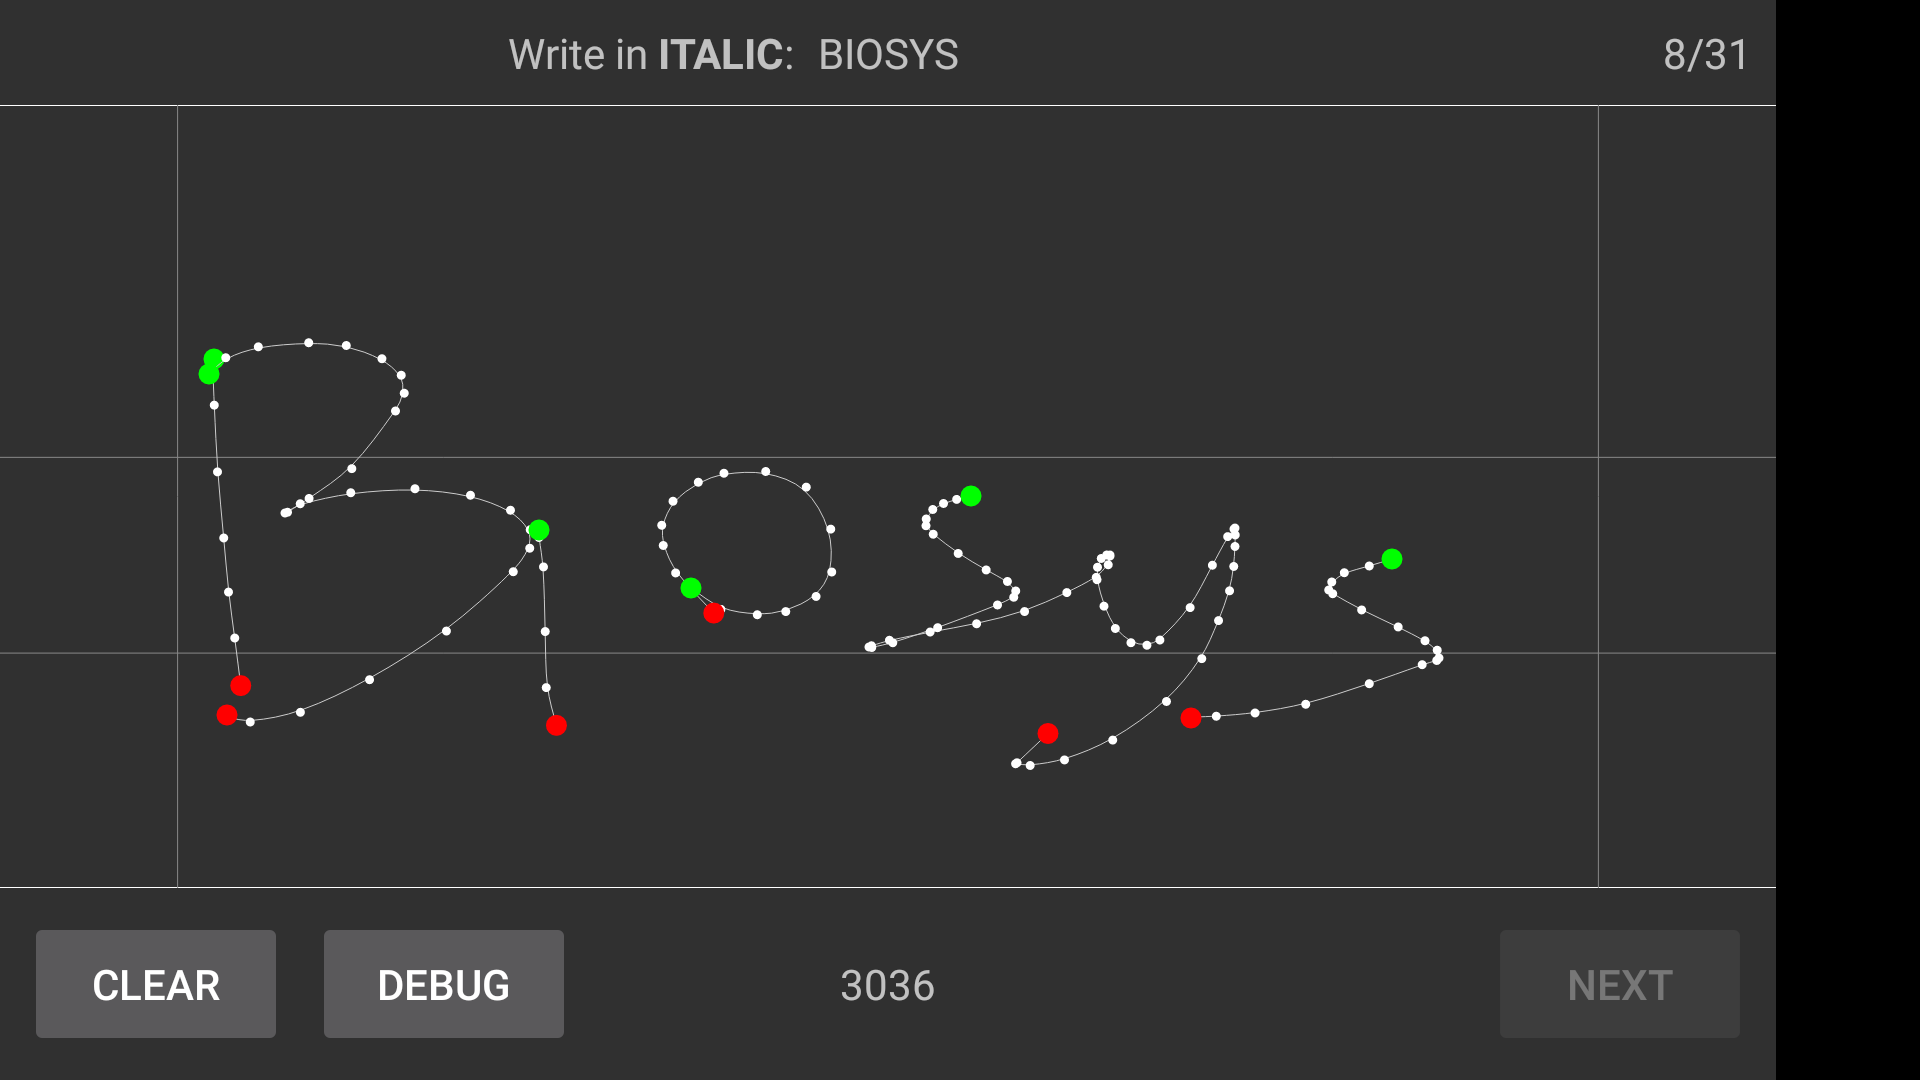 Write in ITALIC: BIOSYS
8/31
Biosys
CLEAR
DEBUG
3036
NEXT